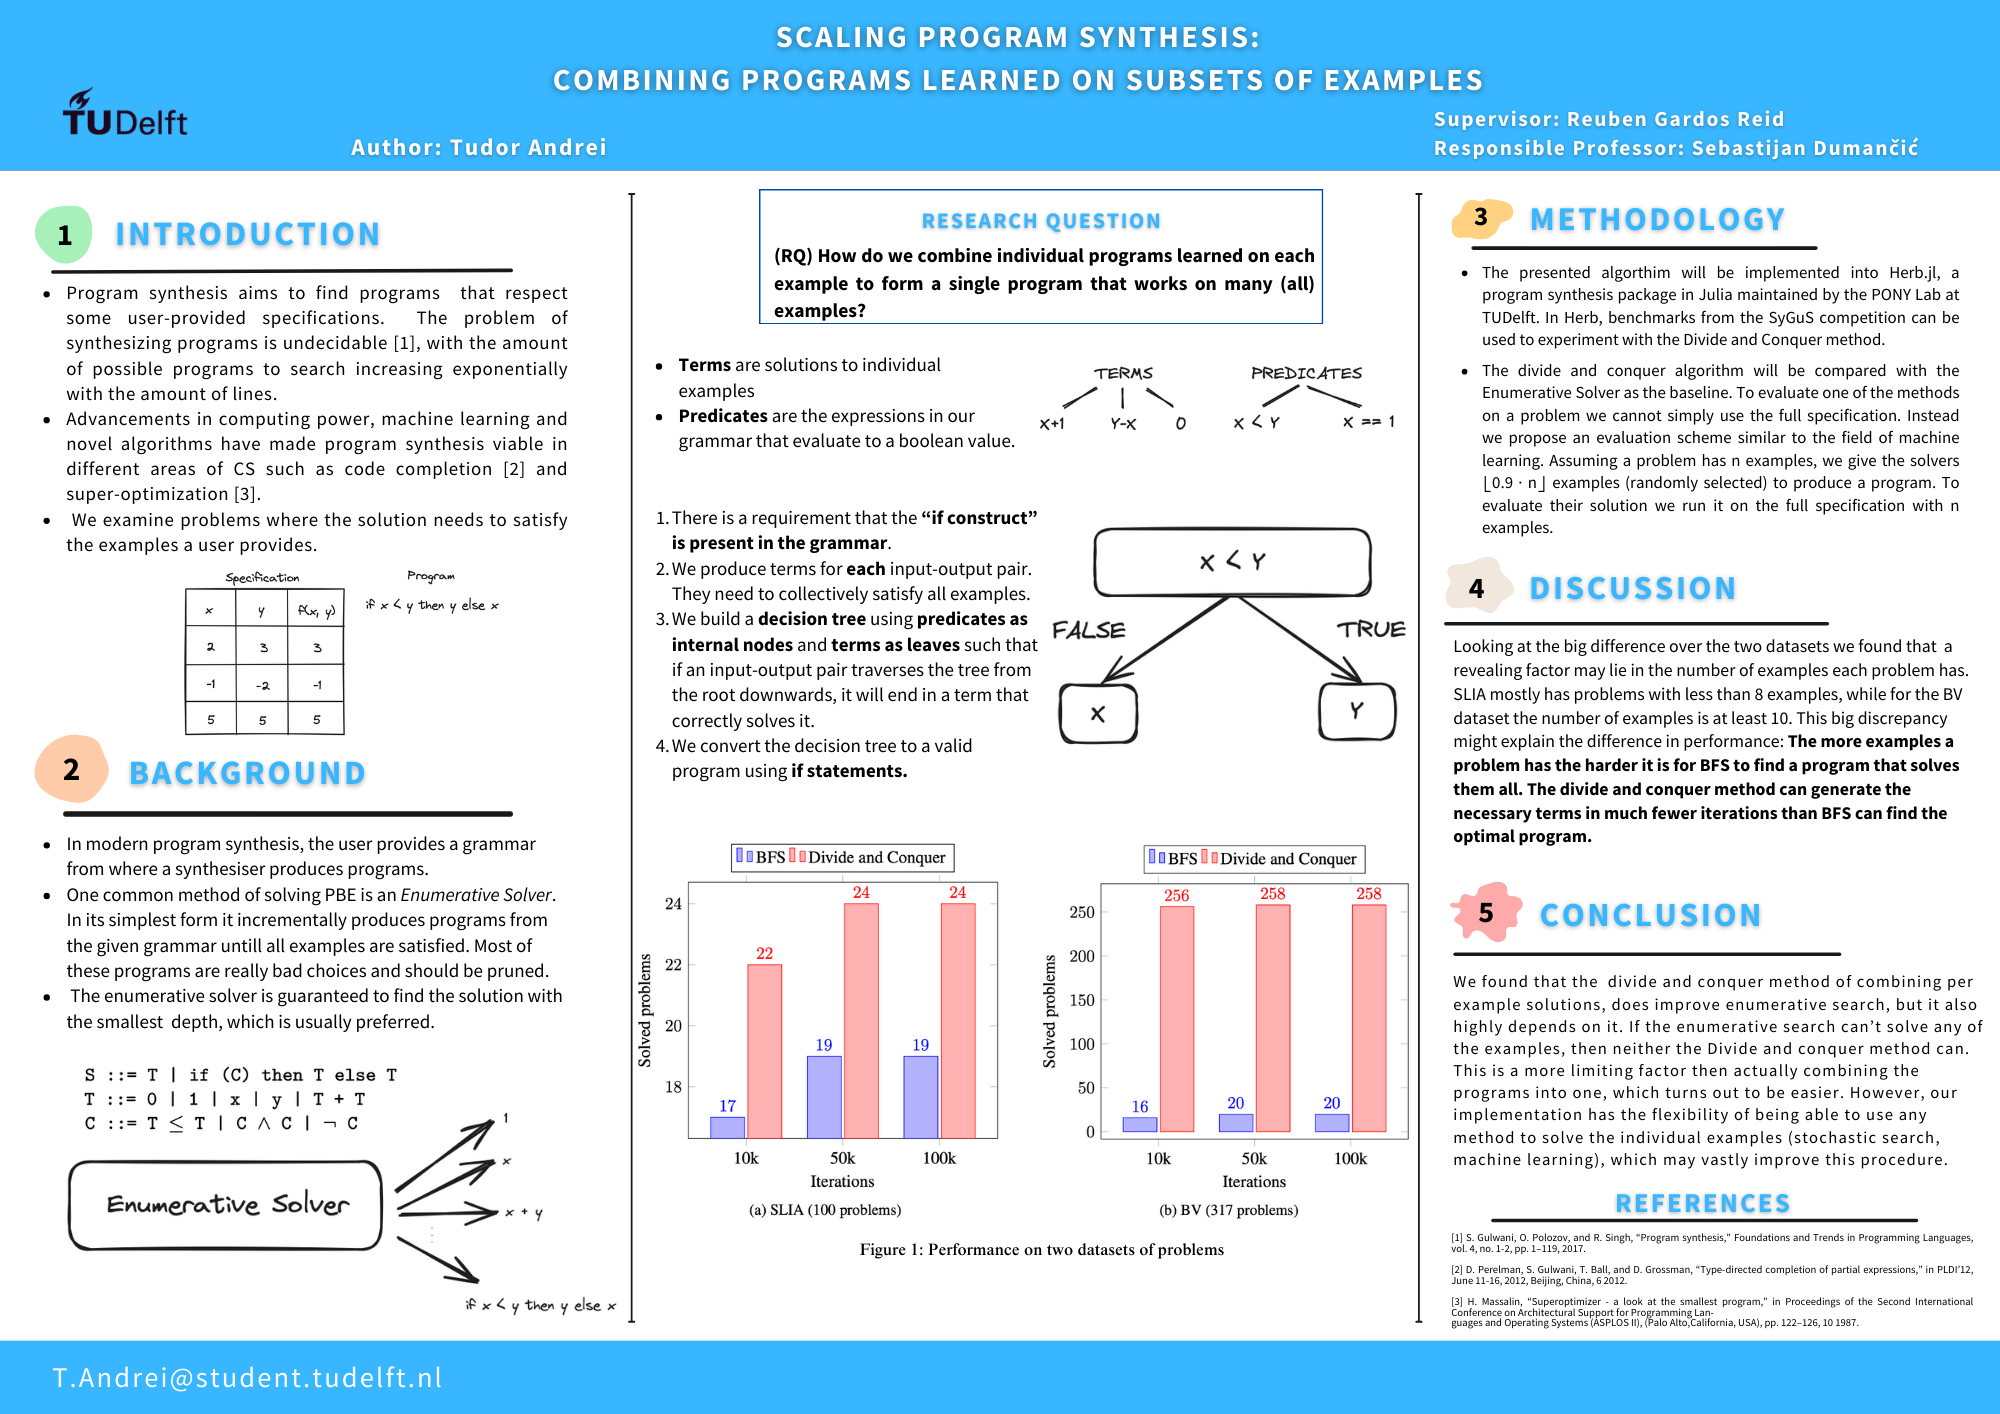 SCALING PROGRAM SYNTHESIS:
COMBINING PROGRAMS LEARNED ON SUBSETS OF EXAMPLES
TUDelft
Author: Tudor Andrei
Supervisor: Reuben Gardos Reid
Responsible Professor: Sebastijan Dumančić
1 INTRODUCTION
• Program synthesis aims to find programs that respect
some user-provided specifications. The problem of
synthesizing programs is undecidable [1], with the amount
of possible programs to search increasing exponentially
with the amount of lines.
• Advancements in computing power, machine learning and
novel algorithms have made program synthesis viable in
different areas of CS such as code completion [2] and
super-optimization [3].
• We examine problems where the solution needs to satisfy
the examples a user provides.
Specification
x y f(x, y)
2 3 3
-1 -2 -1
5 5 5
Program
if x < y then y else x
2 BACKGROUND
• In modern program synthesis, the user provides a grammar
from where a synthesiser produces programs.
• One common method of solving PBE is an Enumerative Solver.
In its simplest form it incrementally produces programs from
the given grammar untill all examples are satisfied. Most of
these programs are really bad choices and should be pruned.
• The enumerative solver is guaranteed to find the solution with
the smallest depth, which is usually preferred.
S ::= T | if (C) then T else T
T ::= 0 | 1 | x | y | T + T
C ::= T ≤ T | C ∧ C | ¬ C
Enumerative Solver
1
x
x + y
if x < y then y else x
RESEARCH QUESTION
(RQ) How do we combine individual programs learned on each
example to form a single program that works on many (all)
examples?
• Terms are solutions to individual
examples
• Predicates are the expressions in our
grammar that evaluate to a boolean value.
TERMS
X+1 Y-X 0
PREDICATES
X < Y X == 1
1. There is a requirement that the “if construct”
is present in the grammar.
2. We produce terms for each input-output pair.
They need to collectively satisfy all examples.
3. We build a decision tree using predicates as
internal nodes and terms as leaves such that
if an input-output pair traverses the tree from
the root downwards, it will end in a term that
correctly solves it.
4. We convert the decision tree to a valid
program using if statements.
X < Y
FALSE TRUE
X Y
BFS Divide and Conquer
Solved problems
24
22
20
18
17 22
19 24
19 24
10k 50k 100k
Iterations
(a) SLIA (100 problems)
BFS Divide and Conquer
Solved problems
250
200
150
100
50
0
16 256
20 258
20 258
10k 50k 100k
Iterations
(b) BV (317 problems)
Figure 1: Performance on two datasets of problems
3 METHODOLOGY
• The presented algorthim will be implemented into Herb.jl, a
program synthesis package in Julia maintained by the PONY Lab at
TUDelft. In Herb, benchmarks from the SyGuS competition can be
used to experiment with the Divide and Conquer method.
• The divide and conquer algorithm will be compared with the
Enumerative Solver as the baseline. To evaluate one of the methods
on a problem we cannot simply use the full specification. Instead
we propose an evaluation scheme similar to the field of machine
learning. Assuming a problem has n examples, we give the solvers
⌊0.9 · n⌋ examples (randomly selected) to produce a program. To
evaluate their solution we run it on the full specification with n
examples.
4 DISCUSSION
Looking at the big difference over the two datasets we found that a
revealing factor may lie in the number of examples each problem has.
SLIA mostly has problems with less than 8 examples, while for the BV
dataset the number of examples is at least 10. This big discrepancy
might explain the difference in performance: The more examples a
problem has the harder it is for BFS to find a program that solves
them all. The divide and conquer method can generate the
necessary terms in much fewer iterations than BFS can find the
optimal program.
5 CONCLUSION
We found that the divide and conquer method of combining per
example solutions, does improve enumerative search, but it also
highly depends on it. If the enumerative search can’t solve any of
the examples, then neither the Divide and conquer method can.
This is a more limiting factor then actually combining the
programs into one, which turns out to be easier. However, our
implementation has the flexibility of being able to use any
method to solve the individual examples (stochastic search,
machine learning), which may vastly improve this procedure.
REFERENCES
[1] S. Gulwani, O. Polozov, and R. Singh, “Program synthesis,” Foundations and Trends in Programming Languages,
vol. 4, no. 1-2, pp. 1–119, 2017.
[2] D. Perelman, S. Gulwani, T. Ball, and D. Grossman, “Type-directed completion of partial expressions,” in PLDI’12,
June 11-16, 2012, Beijing, China, 6 2012.
[3] H. Massalin, “Superoptimizer - a look at the smallest program,” in Proceedings of the Second International
Conference on Architectural Support for Programming Lan-
guages and Operating Systems (ASPLOS II), (Palo Alto,California, USA), pp. 122–126, 10 1987.
T.Andrei@student.tudelft.nl